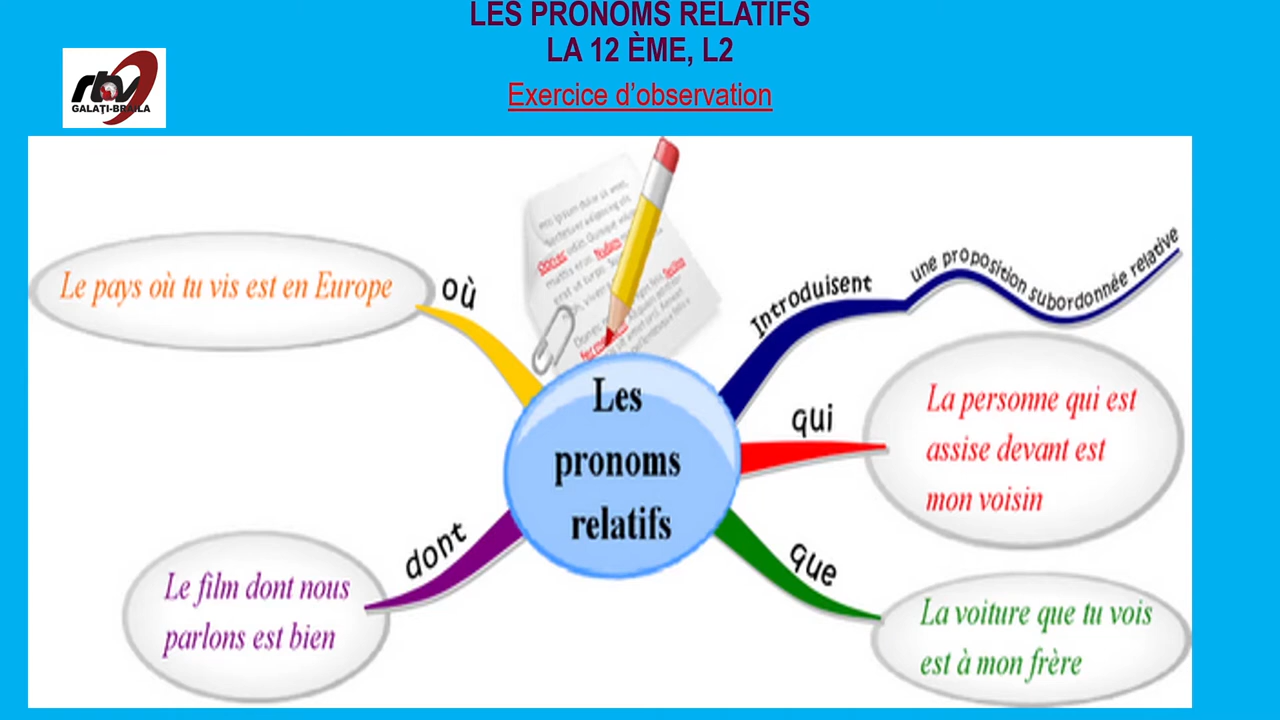 LES PRONOMS RELATIFS
LA 12 ÈME, L2
Exercice d'observation
rtv
GALAŢI-BRĂILA
Le pays où tu vis est en Europe
où
Introduisent
une proposition subordonnée relative
Les
pronoms
relatifs
qui
La personne qui est
assise devant est
mon voisin
dont
Le film dont nous
parlons est bien
que
La voiture que tu vois
est à mon frère